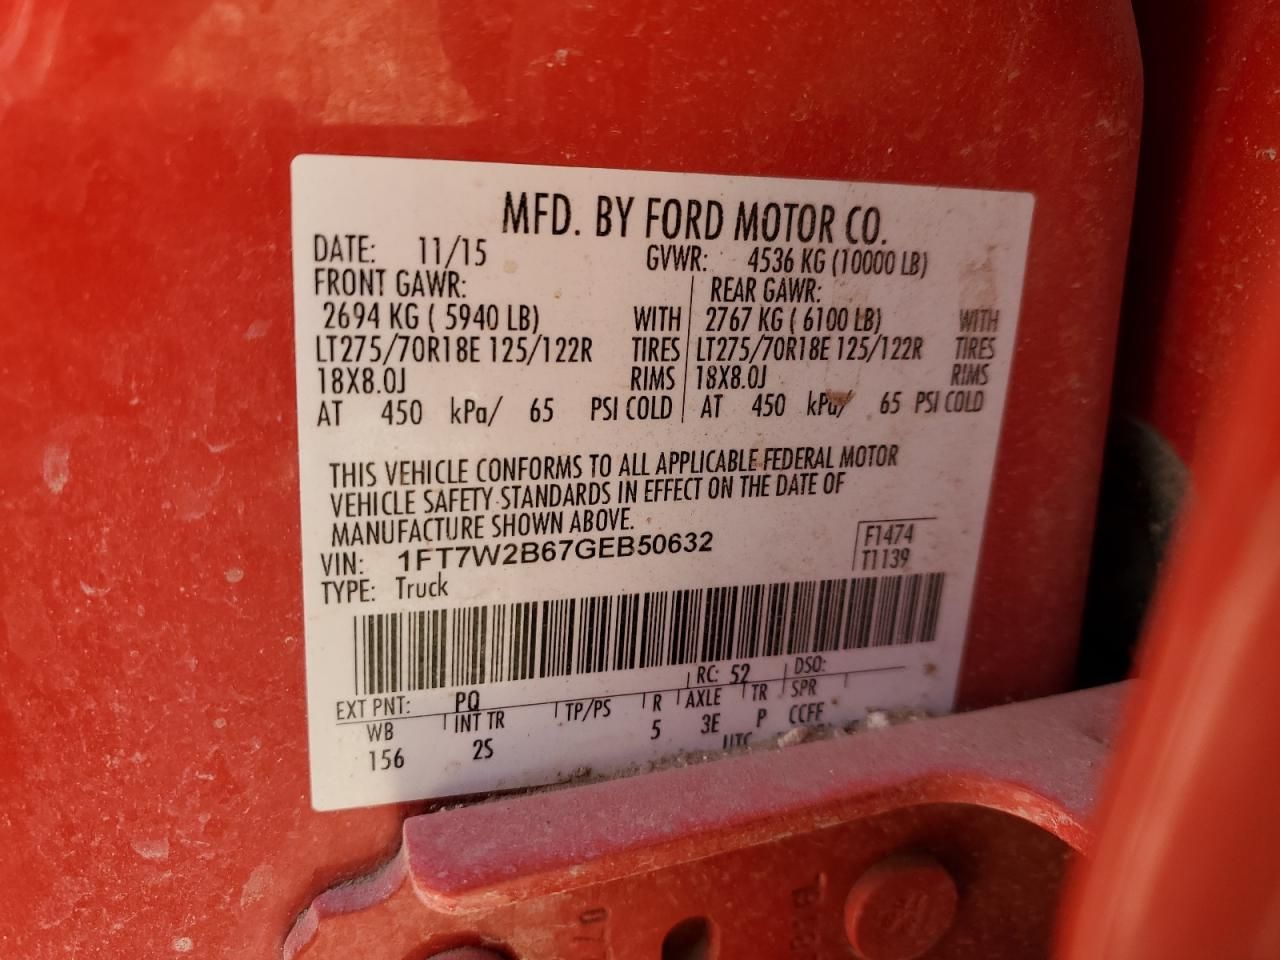 MFD. BY FORD MOTOR CO.
DATE: 11/15 GVWR: 4536 KG (10000 LB)
FRONT GAWR: REAR GAWR:
2694 KG ( 5940 LB) WITH 2767 KG ( 6100 LB) WITH
LT275/70R18E 125/122R TIRES LT275/70R18E 125/122R TIRES
18X8.0J RIMS 18X8.0J RIMS
AT 450 kPa/ 65 PSI COLD AT 450 kPa/ 65 PSI COLD
THIS VEHICLE CONFORMS TO ALL APPLICABLE FEDERAL MOTOR
VEHICLE SAFETY STANDARDS IN EFFECT ON THE DATE OF
MANUFACTURE SHOWN ABOVE.
VIN: 1FT7W2B67GEB50632 F1474
TYPE: Truck T1139
RC: 52 DSO:
EXT PNT: PQ
WB INT TR TP/PS R AXLE TR SPR
156 2S 5 3E P CCFF
UTC